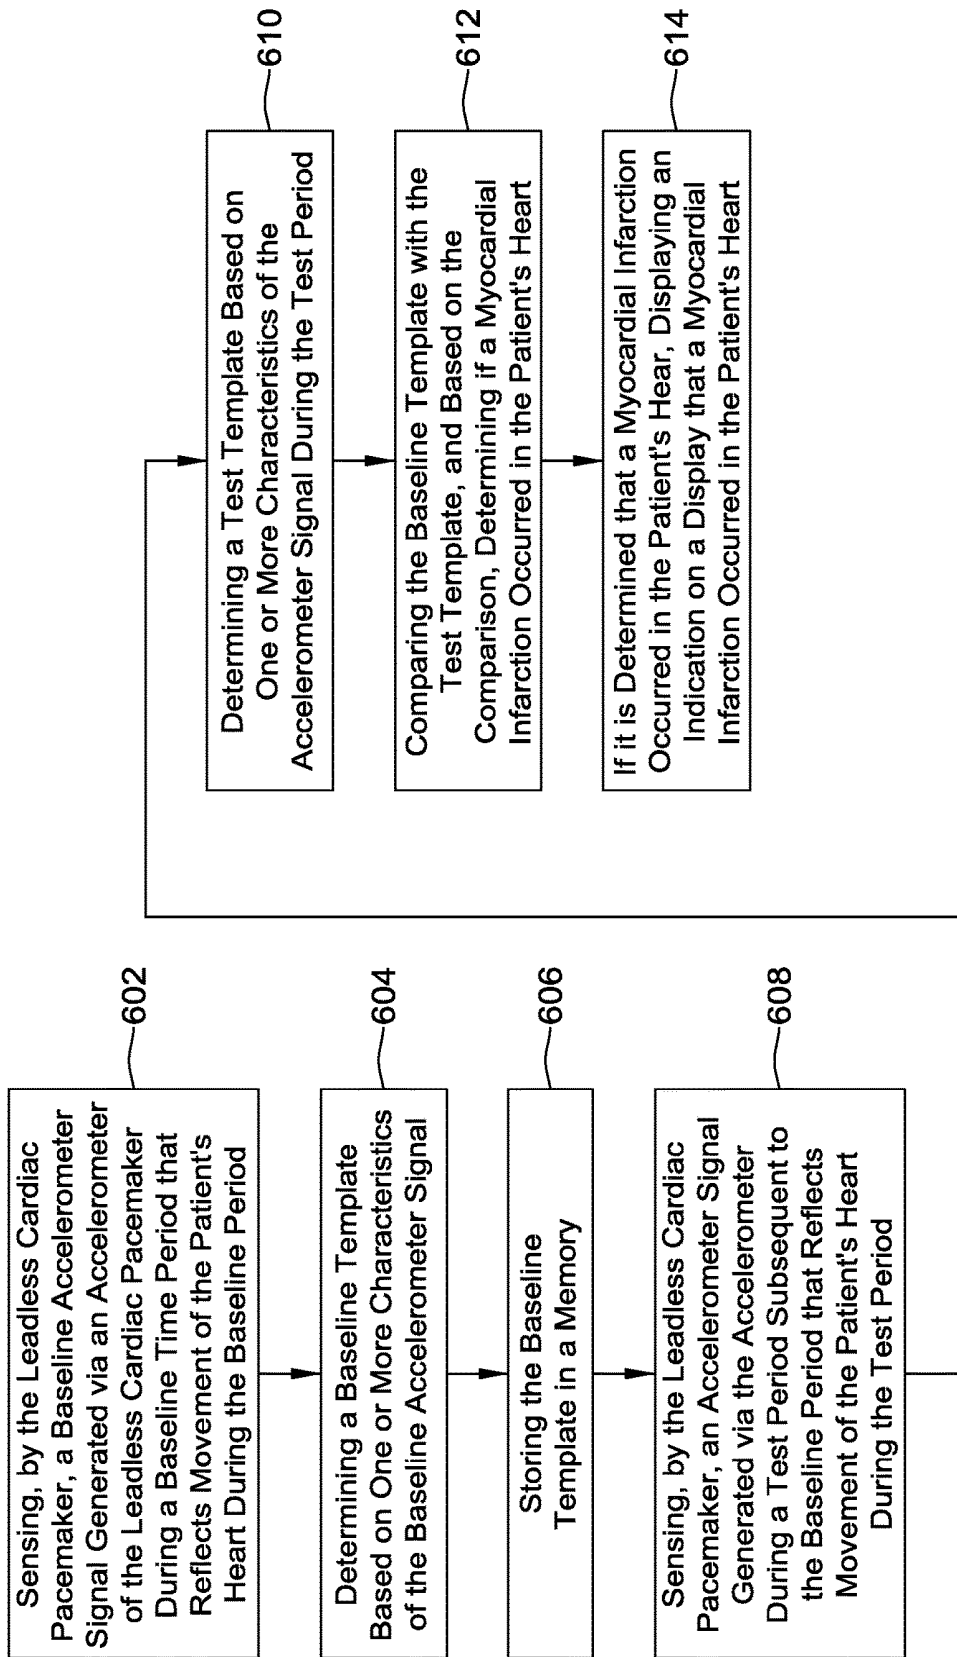 Sensing, by the Leadless Cardiac
Pacemaker, a Baseline Accelerometer
Signal Generated via an Accelerometer
of the Leadless Cardiac Pacemaker
During a Baseline Time Period that
Reflects Movement of the Patient's
Heart During the Baseline Period
602
Determining a Baseline Template
Based on One or More Characteristics
of the Baseline Accelerometer Signal
604
Storing the Baseline
Template in a Memory
606
Sensing, by the Leadless Cardiac
Pacemaker, an Accelerometer Signal
Generated via the Accelerometer
During a Test Period Subsequent to
the Baseline Period that Reflects
Movement of the Patient's Heart
During the Test Period
608
Determining a Test Template Based on
One or More Characteristics of the
Accelerometer Signal During the Test Period
610
Comparing the Baseline Template with the
Test Template, and Based on the
Comparison, Determining if a Myocardial
Infarction Occurred in the Patient's Heart
612
If it is Determined that a Myocardial Infarction
Occurred in the Patient's Hear, Displaying an
Indication on a Display that a Myocardial
Infarction Occurred in the Patient's Heart
614